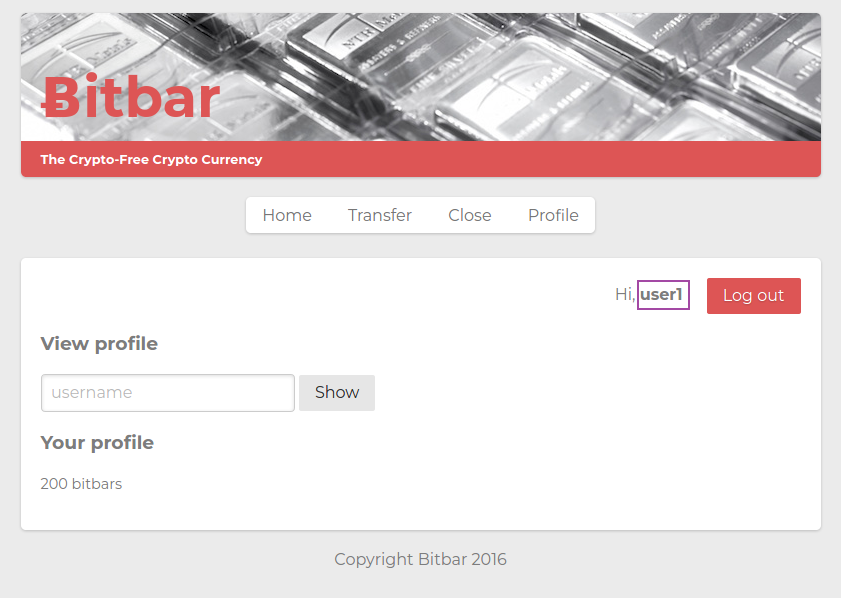 Bitbar
The Crypto-Free Crypto Currency
Home Transfer Close Profile
Hi, user1 Log out
View profile
username Show
Your profile
200 bitbars
Copyright Bitbar 2016